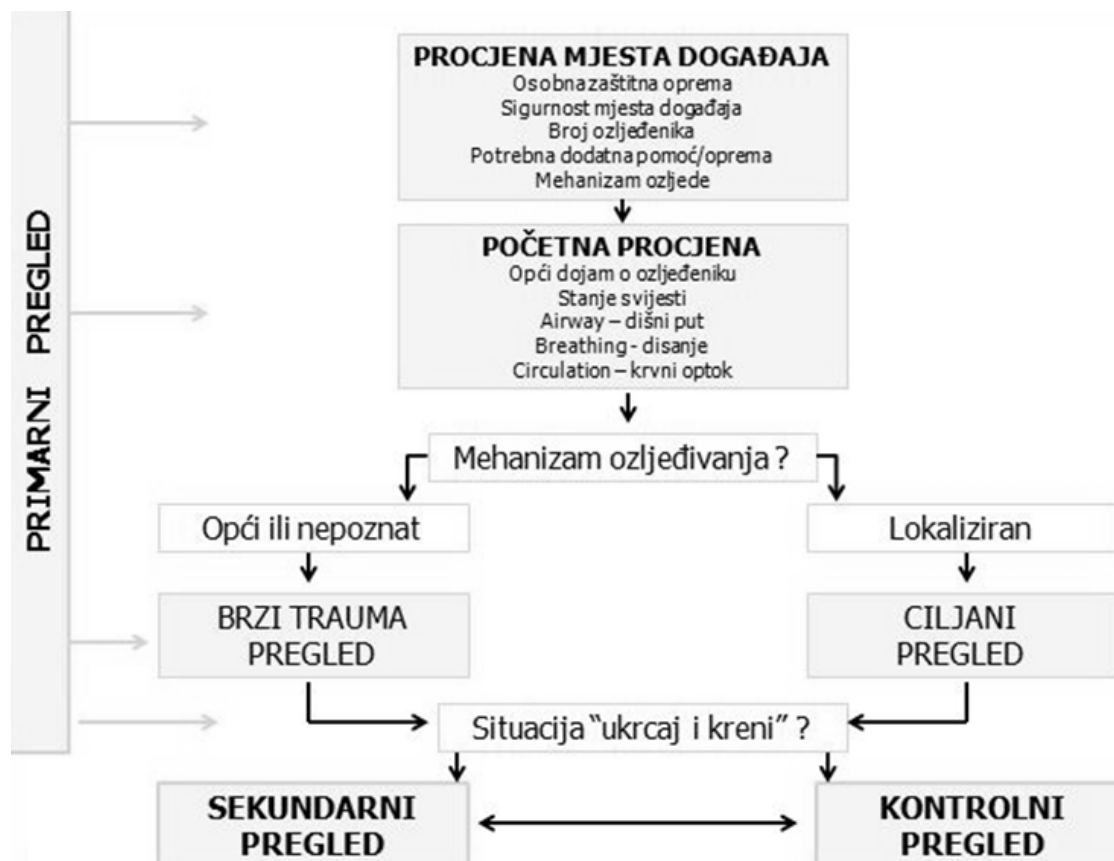 PRIMARNI PREGLED
PROCJENA MJESTA DOGAĐAJA
Osobna zaštitna oprema
Sigurnost mjesta događaja
Broj ozljeđenika
Potrebna dodatna pomoć/oprema
Mehanizam ozljede
POČETNA PROCJENA
Opći dojam o ozljeđeniku
Stanje svijesti
Airway – dišni put
Breathing - disanje
Circulation – krvni optok
Mehanizam ozljeđivanja ?
Opći ili nepoznat
Lokaliziran
BRZI TRAUMA
PREGLED
CILJANI
PREGLED
Situacija “ukrcaj i kreni” ?
SEKUNDARNI
PREGLED
KONTROLNI
PREGLED